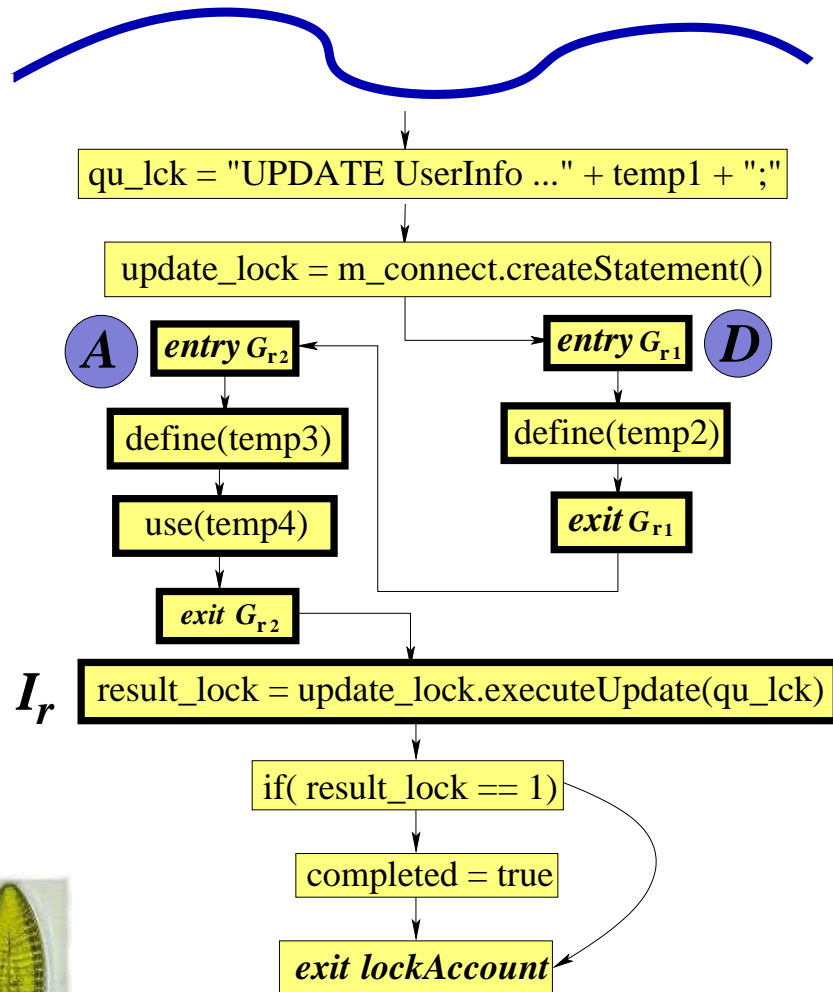 qu_lck = "UPDATE UserInfo ..." + temp1 + ";"
update_lock = m_connect.createStatement()
A
entry Gr2
entry Gr1
D
define(temp3)
define(temp2)
use(temp4)
exit Gr1
exit Gr2
Ir
result_lock = update_lock.executeUpdate(qu_lck)
if( result_lock == 1)
completed = true
exit lockAccount